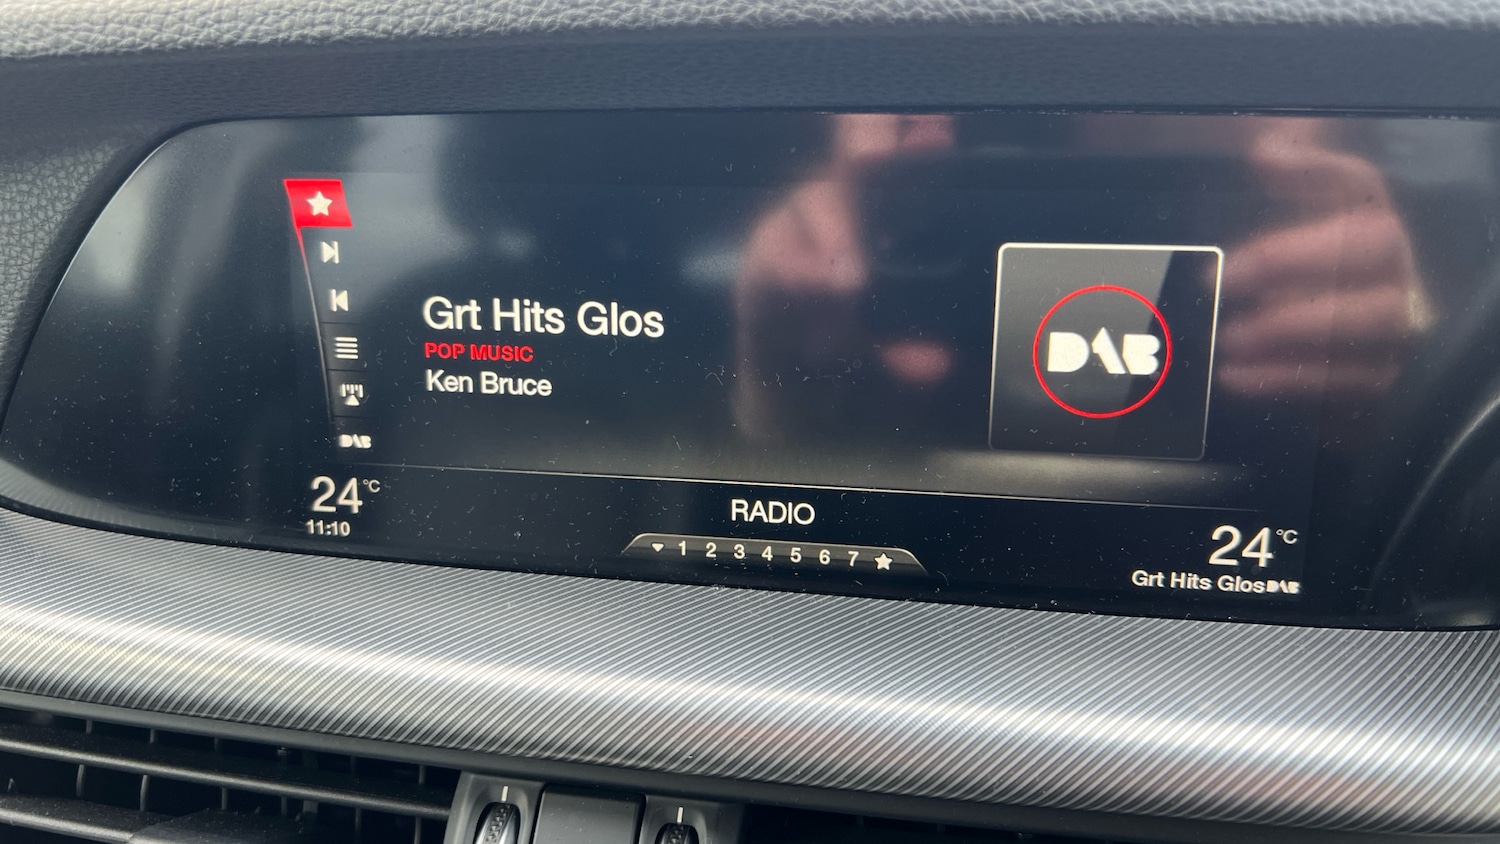 Grt Hits Glos
POP MUSIC
Ken Bruce
DAB
DAB
24°C
11:10
RADIO
1 2 3 4 5 6 7
24°C
Grt Hits Glos DAB